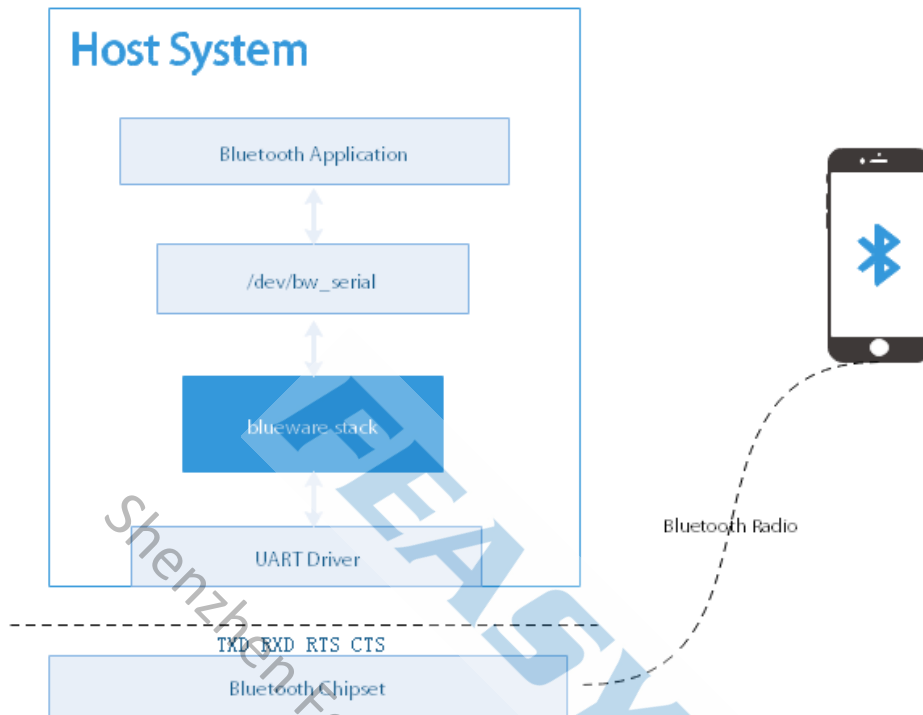 Host System
Bluetooth Application
/dev/bw_serial
blueware stack
UART Driver
Bluetooth Radio
TXD RXD RTS CTS
Bluetooth Chipset
Shenzhen
FEASY